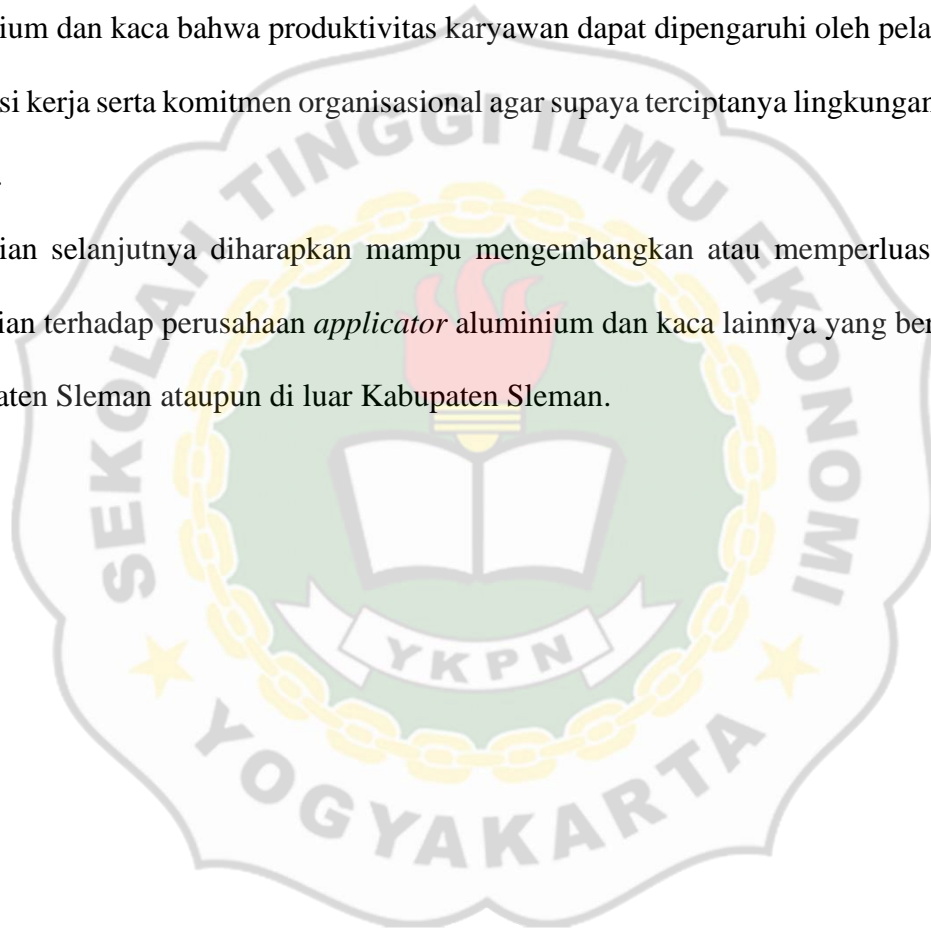 ium dan kaca bahwa produktivitas karyawan dapat dipengaruhi oleh pela
si kerja serta komitmen organisasional agar supaya terciptanya lingkungan
.
ian selanjutnya diharapkan mampu mengembangkan atau memperluas
ian terhadap perusahaan applicator aluminium dan kaca lainnya yang ber
aten Sleman ataupun di luar Kabupaten Sleman.
SEKOLAH TINGGI ILMU EKONOMI
YKPN
YOGYAKARTA